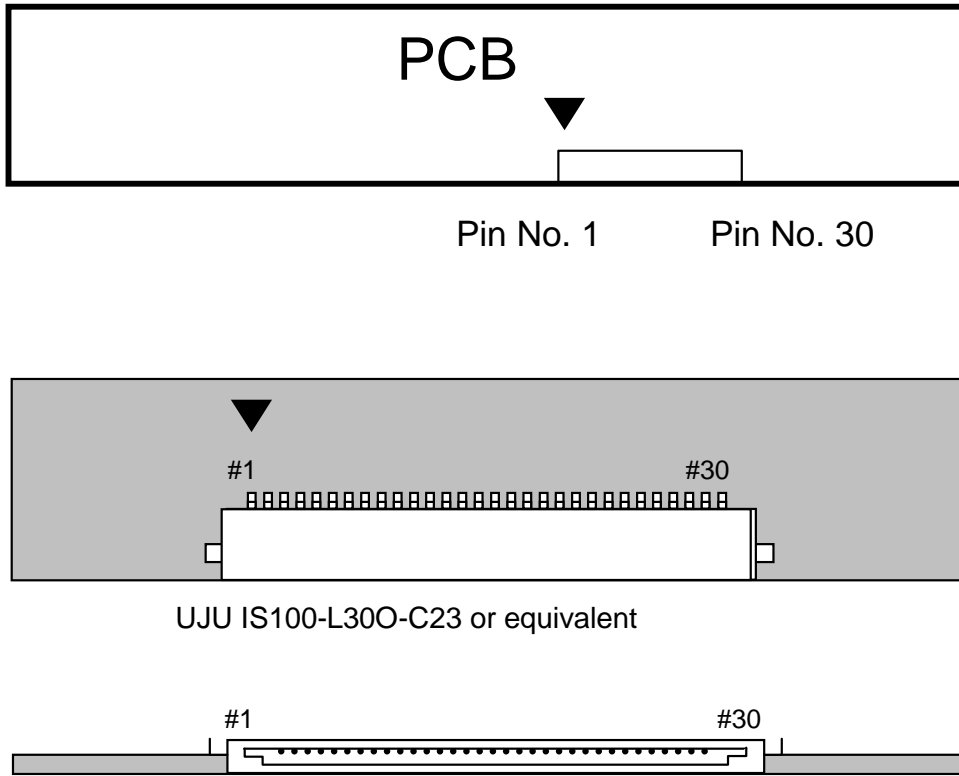 PCB
Pin No. 1 Pin No. 30
#1 #30
UJU IS100-L30O-C23 or equivalent
#1 #30